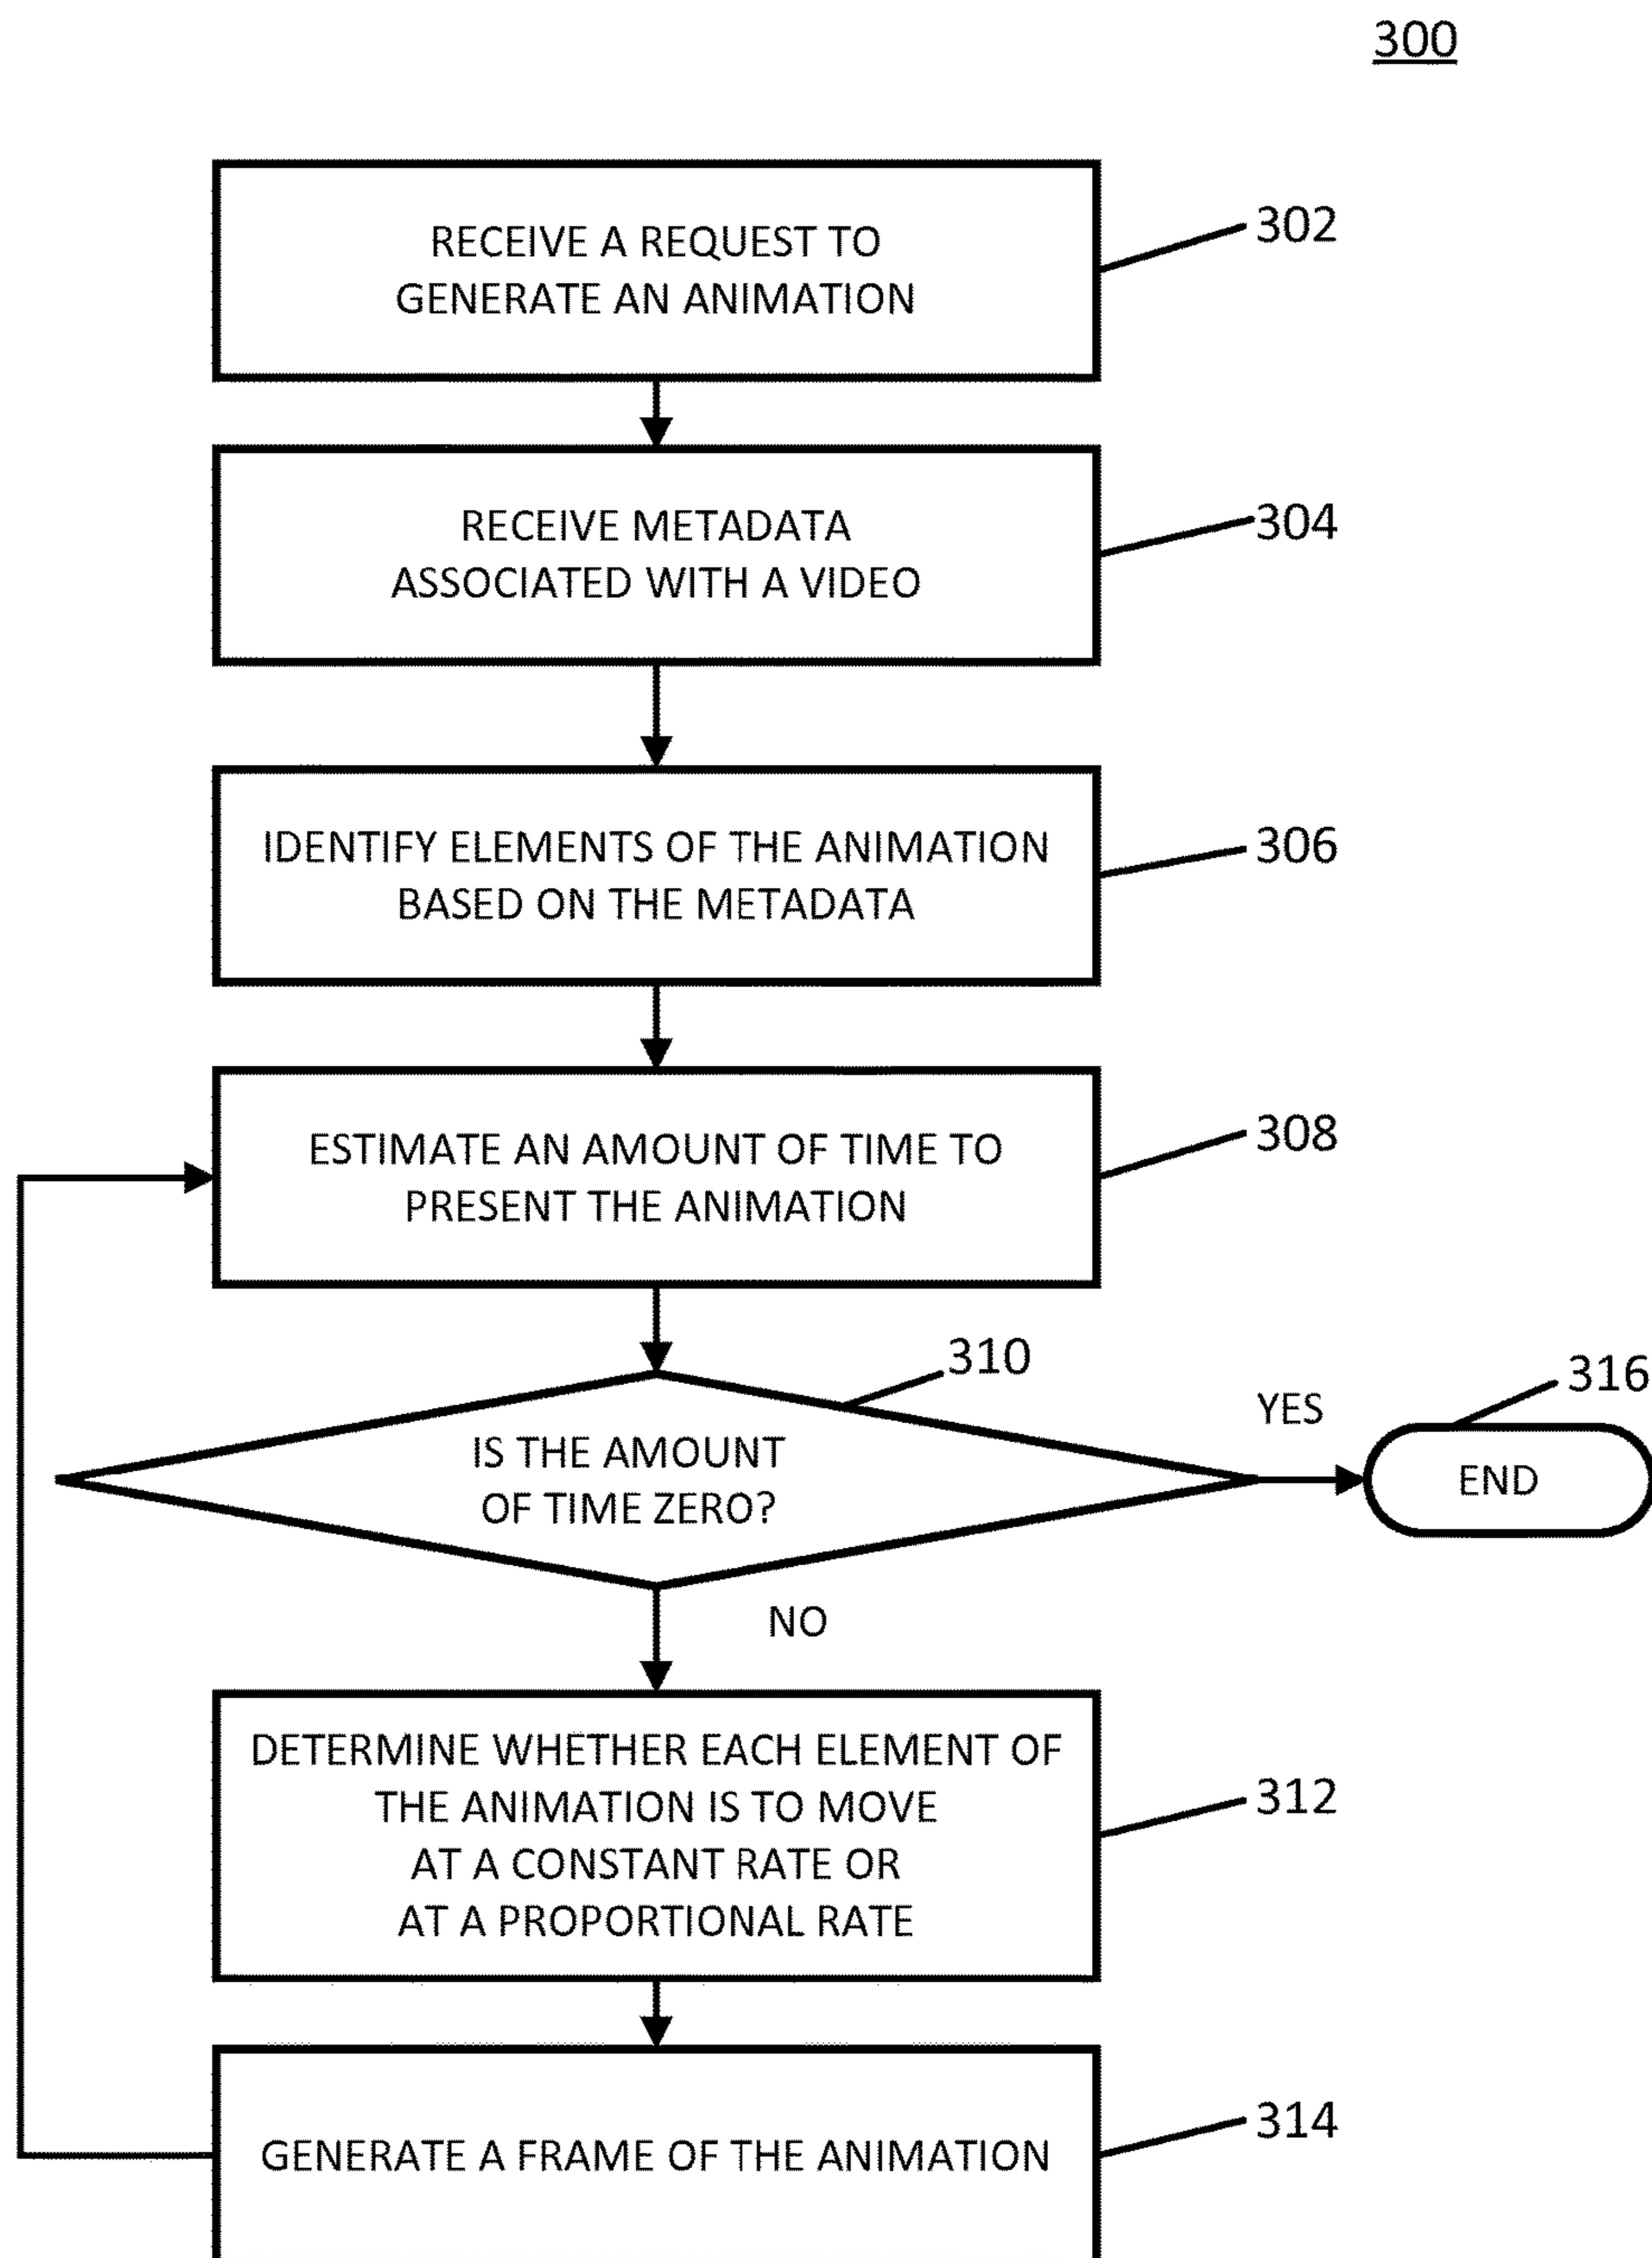 300
RECEIVE A REQUEST TO
GENERATE AN ANIMATION
302
RECEIVE METADATA
ASSOCIATED WITH A VIDEO
304
IDENTIFY ELEMENTS OF THE ANIMATION
BASED ON THE METADATA
306
ESTIMATE AN AMOUNT OF TIME TO
PRESENT THE ANIMATION
308
310
IS THE AMOUNT
OF TIME ZERO?
YES
316
END
NO
DETERMINE WHETHER EACH ELEMENT OF
THE ANIMATION IS TO MOVE
AT A CONSTANT RATE OR
AT A PROPORTIONAL RATE
312
GENERATE A FRAME OF THE ANIMATION
314